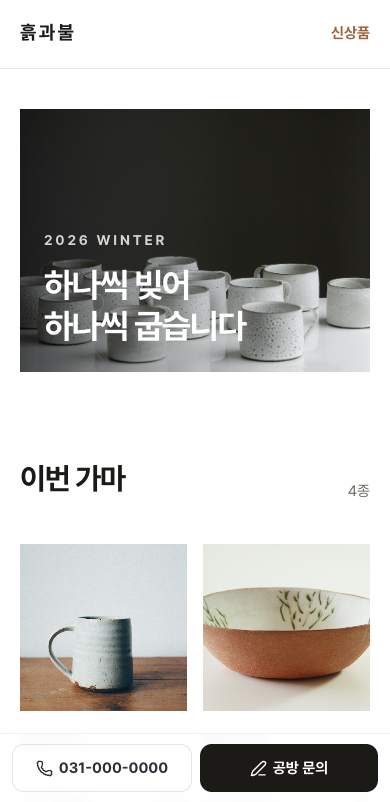 흙과불
신상품
2026 WINTER
하나씩 빚어
하나씩 굽습니다
이번 가마
4종
031-000-0000
공방 문의